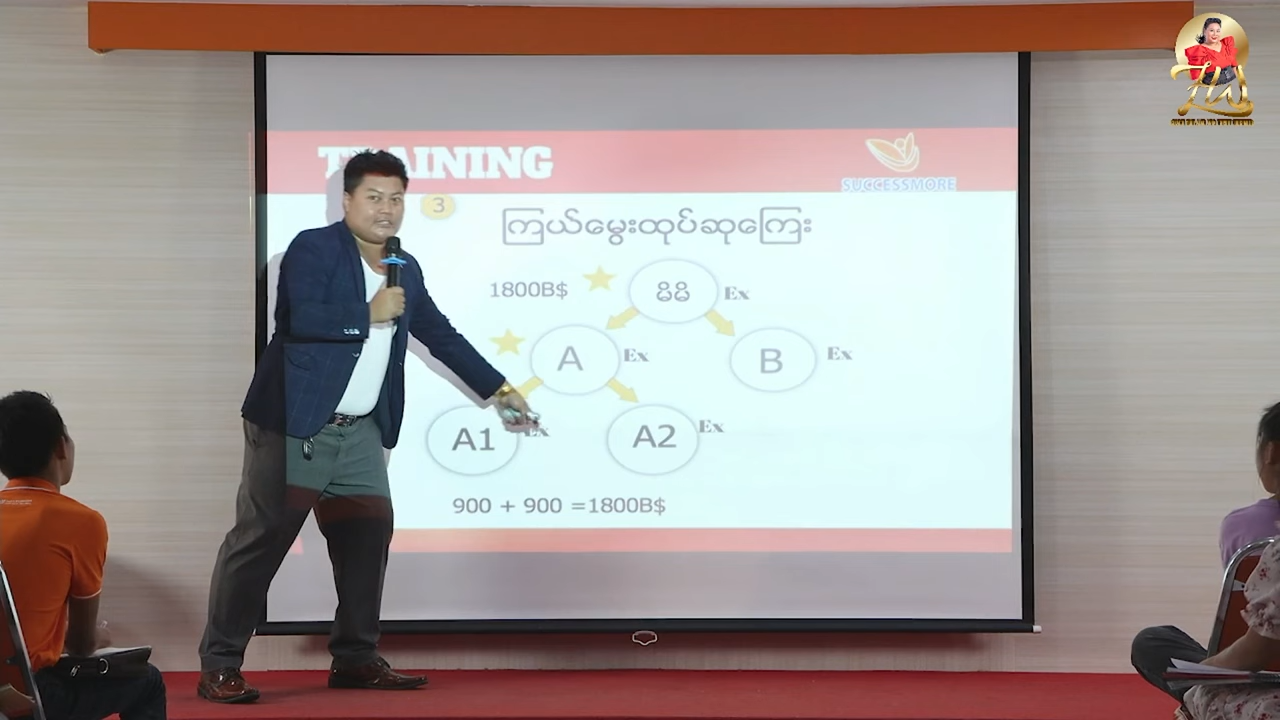 TRAINING
SUCCESSMORE
3
ကြယ်မွေးထုပ်ဆုကြေး
1800B$
မိမိ Ex
A Ex
B Ex
A1 Ex
A2 Ex
900 + 900 =1800B$